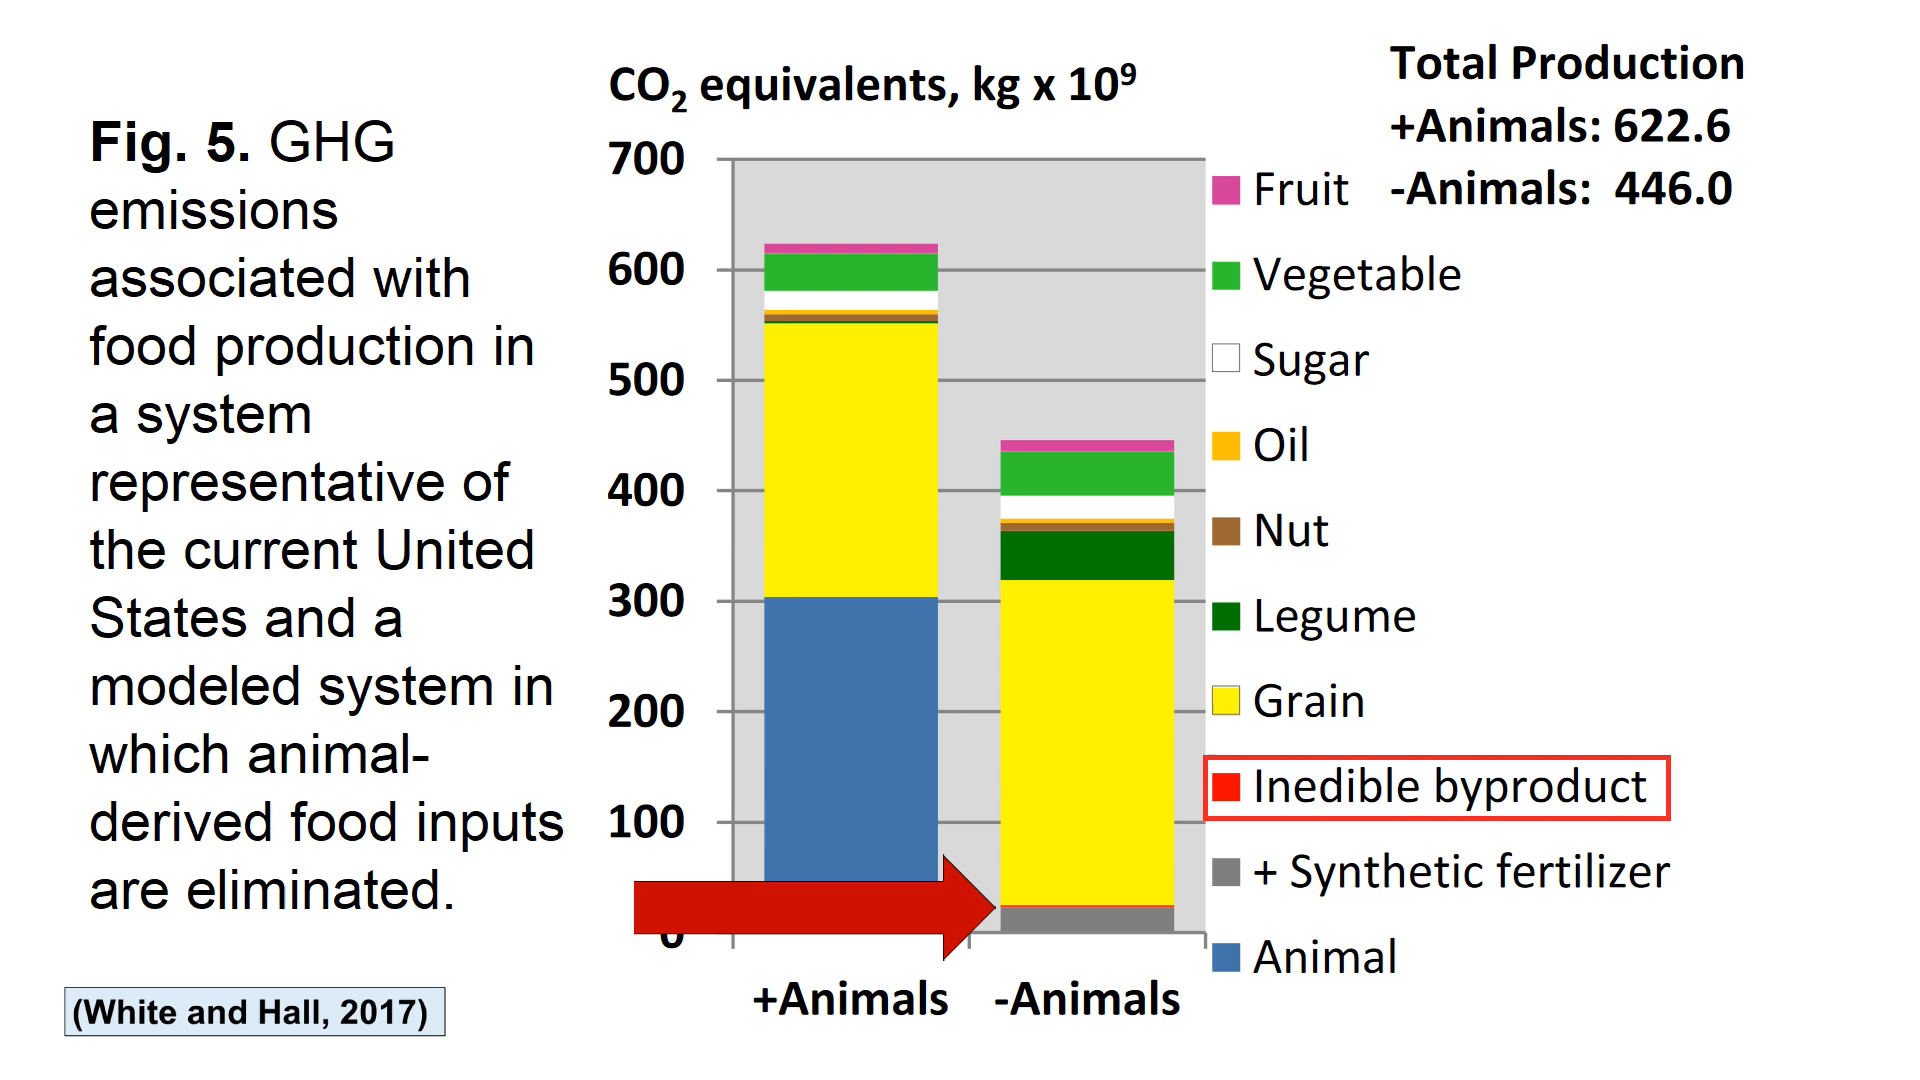 Fig. 5. GHG
emissions
associated with
food production in
a system
representative of
the current United
States and a
modeled system in
which animal-
derived food inputs
are eliminated.
(White and Hall, 2017)
CO₂ equivalents, kg x 10⁹
700
600
500
400
300
200
100
0
+Animals
-Animals
Total Production
+Animals: 622.6
-Animals: 446.0
Fruit
Vegetable
Sugar
Oil
Nut
Legume
Grain
Inedible byproduct
+ Synthetic fertilizer
Animal